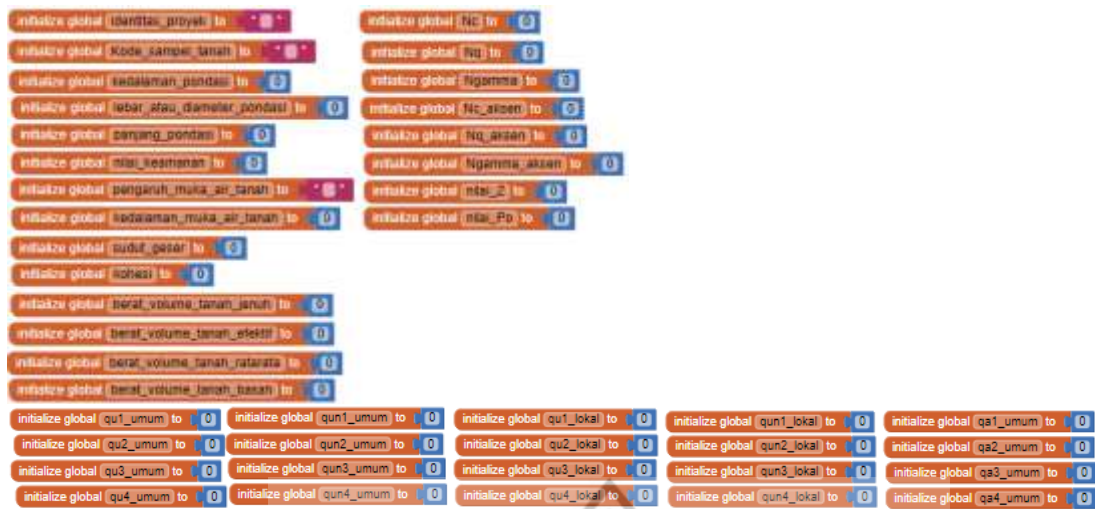 initialize global identitas_proyek to " "
initialize global Kode_sampel_tanah to " "
initialize global kedalaman_pondasi to 0
initialize global lebar_atau_diameter_pondasi to 0
initialize global panjang_pondasi to 0
initialize global nilai_keamanan to 0
initialize global pengaruh_muka_air_tanah to " "
initialize global kedalaman_muka_air_tanah to 0
initialize global sudut_geser to 0
initialize global kohesi to 0
initialize global berat_volume_tanah_jenuh to 0
initialize global berat_volume_tanah_efektif to 0
initialize global berat_volume_tanah_ratarata to 0
initialize global berat_volume_tanah_basah to 0
initialize global Nc to 0
initialize global Nq to 0
initialize global Ngamma to 0
initialize global Nc_aksen to 0
initialize global Nq_aksen to 0
initialize global Ngamma_aksen to 0
initialize global nilai_Z to 0
initialize global nilai_Po to 0
initialize global qu1_umum to 0
initialize global qu2_umum to 0
initialize global qu3_umum to 0
initialize global qu4_umum to 0
initialize global qun1_umum to 0
initialize global qun2_umum to 0
initialize global qun3_umum to 0
initialize global qun4_umum to 0
initialize global qu1_lokal to 0
initialize global qu2_lokal to 0
initialize global qu3_lokal to 0
initialize global qu4_lokal to 0
initialize global qun1_lokal to 0
initialize global qun2_lokal to 0
initialize global qun3_lokal to 0
initialize global qun4_lokal to 0
initialize global qa1_umum to 0
initialize global qa2_umum to 0
initialize global qa3_umum to 0
initialize global qa4_umum to 0